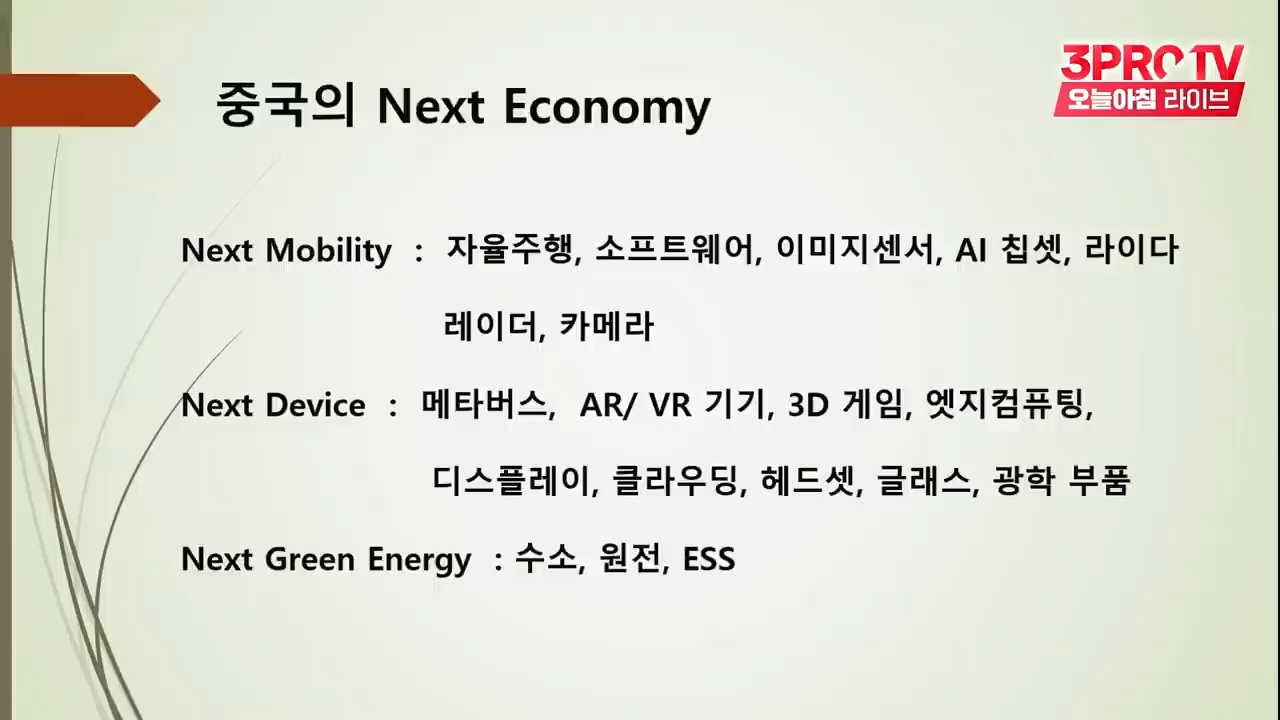 3PRO TV
오늘아침 라이브
중국의 Next Economy
Next Mobility : 자율주행, 소프트웨어, 이미지센서, AI 칩셋, 라이다
레이더, 카메라
Next Device : 메타버스, AR/ VR 기기, 3D 게임, 엣지컴퓨팅,
디스플레이, 클라우딩, 헤드셋, 글래스, 광학 부품
Next Green Energy : 수소, 원전, ESS